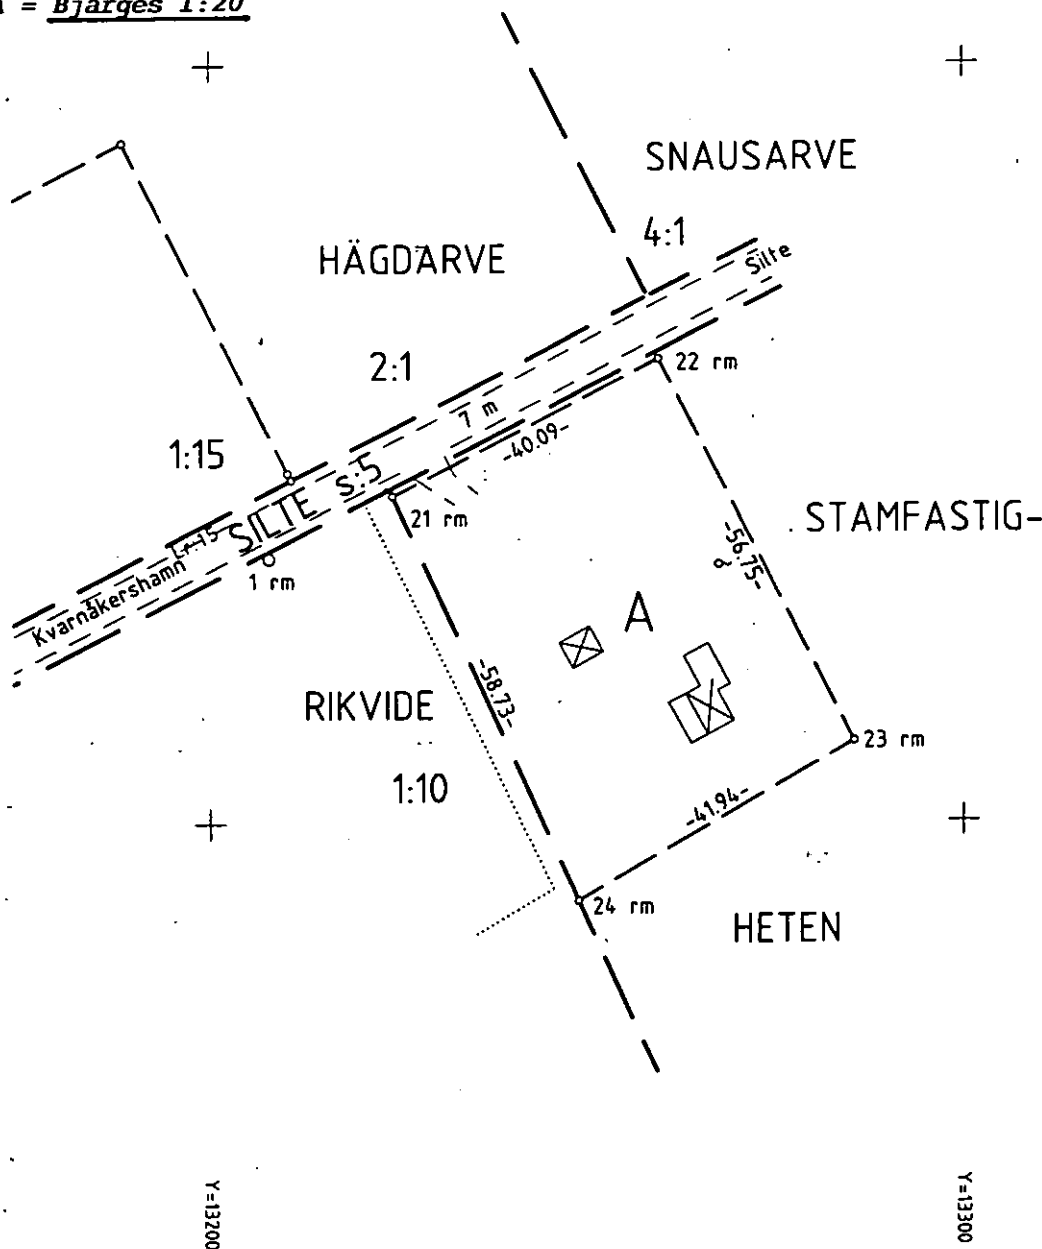 = Bjärges 1:20
SNAUSARVE
4:1
HÄGDARVE
Silte
2:1
22 rm
7 m
-40.09-
1:15
SILTE s:5
21 rm
STAMFASTIG-
-56.75-
Lr.15
1 rm
Kvarnåkershamn
A
-58.73-
RIKVIDE
23 rm
1:10
-41.94-
24 rm
HETEN
Y=13200
Y=13300